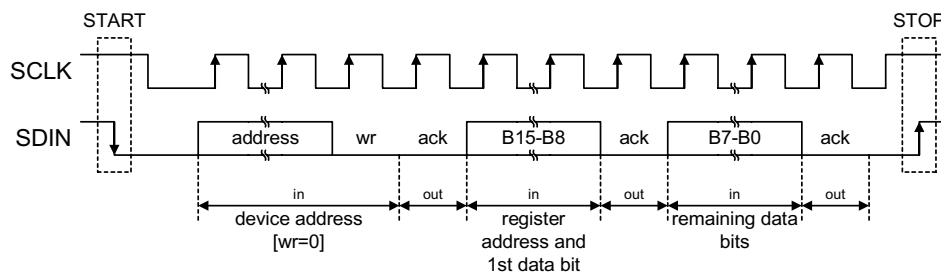 START
STOP
SCLK
SDIN
address
wr
ack
B15-B8
ack
B7-B0
ack
in
out
in
out
in
out
device address
[wr=0]
register
address and
1st data bit
remaining data
bits